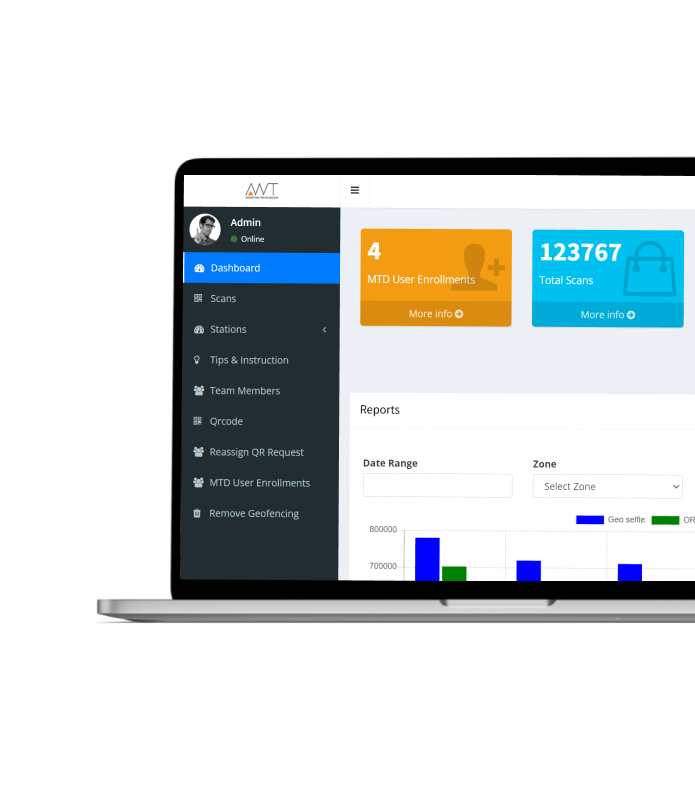 AWT
Admin
Online
Dashboard
Scans
Stations
Tips & Instruction
Team Members
Qrcode
Reassign QR Request
MTD User Enrollments
Remove Geofencing
4
MTD User Enrollments
More info
123767
Total Scans
More info
Reports
Date Range
Zone
Select Zone
Geo selfie
800000
700000